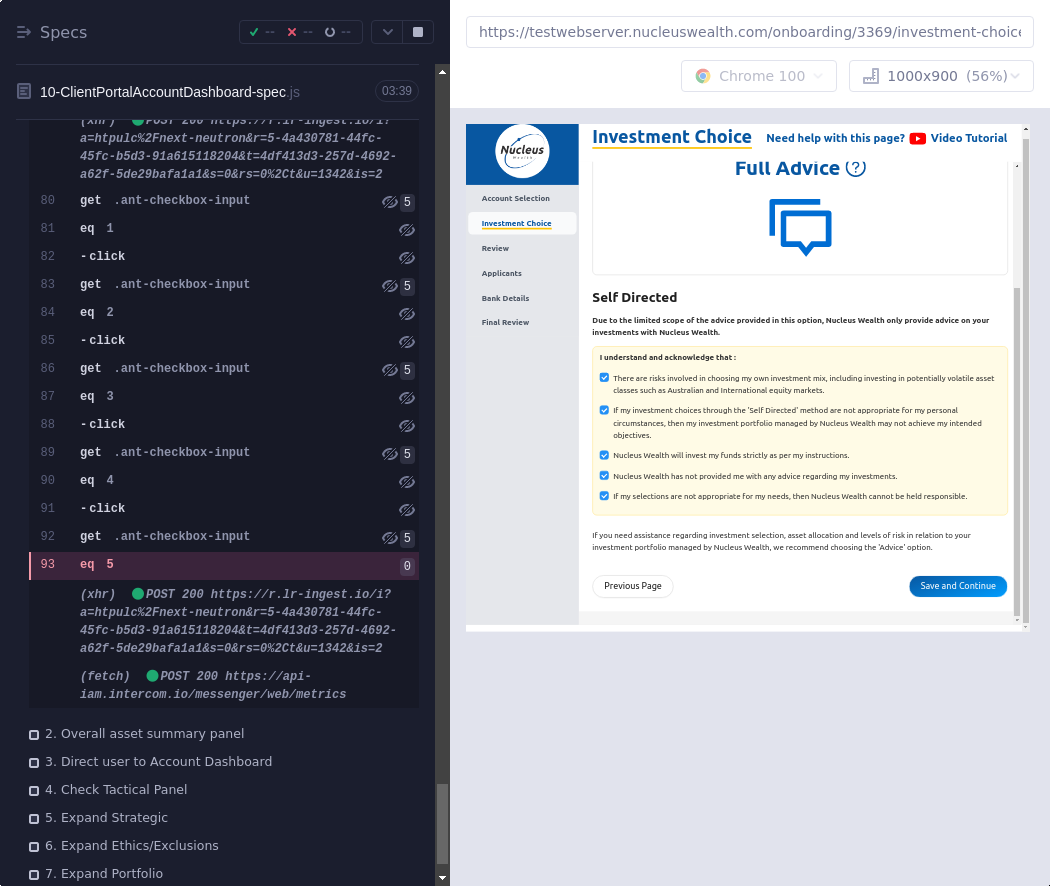 Specs
--
--
--
10-ClientPortalAccountDashboard-spec.js
03:39
(xhr) POST 200 https://r.lr-ingest.io/i?
a=htpulc%2Fnext-neutron&r=5-4a430781-44fc-
45fc-b5d3-91a615118204&t=4df413d3-257d-4692-
a62f-5de29bafa1a1&s=0&rs=0%2Ct&u=1342&is=2
80 get .ant-checkbox-input 5
81 eq 1
82 -click
83 get .ant-checkbox-input 5
84 eq 2
85 -click
86 get .ant-checkbox-input 5
87 eq 3
88 -click
89 get .ant-checkbox-input 5
90 eq 4
91 -click
92 get .ant-checkbox-input 5
93 eq 5 0
(xhr) POST 200 https://r.lr-ingest.io/i?
a=htpulc%2Fnext-neutron&r=5-4a430781-44fc-
45fc-b5d3-91a615118204&t=4df413d3-257d-4692-
a62f-5de29bafa1a1&s=0&rs=0%2Ct&u=1342&is=2
(fetch) POST 200 https://api-
iam.intercom.io/messenger/web/metrics
2. Overall asset summary panel
3. Direct user to Account Dashboard
4. Check Tactical Panel
5. Expand Strategic
6. Expand Ethics/Exclusions
7. Expand Portfolio
https://testwebserver.nucleuswealth.com/onboarding/3369/investment-choice
Chrome 100
1000x900 (56%)
Nucleus
Wealth
Account Selection
Investment Choice
Review
Applicants
Bank Details
Final Review
Investment Choice
Need help with this page?
Video Tutorial
Full Advice ?
Self Directed
Due to the limited scope of the advice provided in this option, Nucleus Wealth only provide advice on your
investments with Nucleus Wealth.
I understand and acknowledge that :
There are risks involved in choosing my own investment mix, including investing in potentially volatile asset
classes such as Australian and International equity markets.
If my investment choices through the 'Self Directed' method are not appropriate for my personal
circumstances, then my investment portfolio managed by Nucleus Wealth may not achieve my intended
objectives.
Nucleus Wealth will invest my funds strictly as per my instructions.
Nucleus Wealth has not provided me with any advice regarding my investments.
If my selections are not appropriate for my needs, then Nucleus Wealth cannot be held responsible.
If you need assistance regarding investment selection, asset allocation and levels of risk in relation to your
investment portfolio managed by Nucleus Wealth, we recommend choosing the 'Advice' option.
Previous Page
Save and Continue